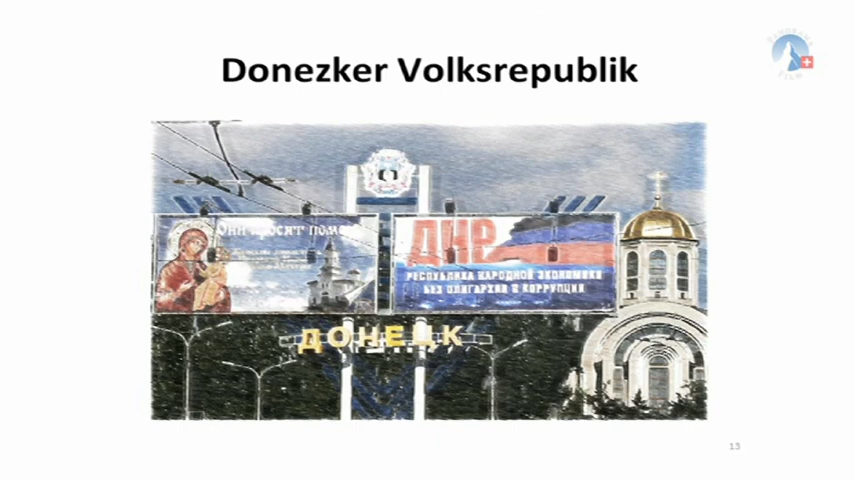 Donezker Volksrepublik
Они просят помощи
ДНР
РЕСПУБЛИКА НАРОДНОЙ ЭКОНОМИКИ
БЕЗ ОЛИГАРХИИ И КОРРУПЦИИ
ДОНЕЦК
13